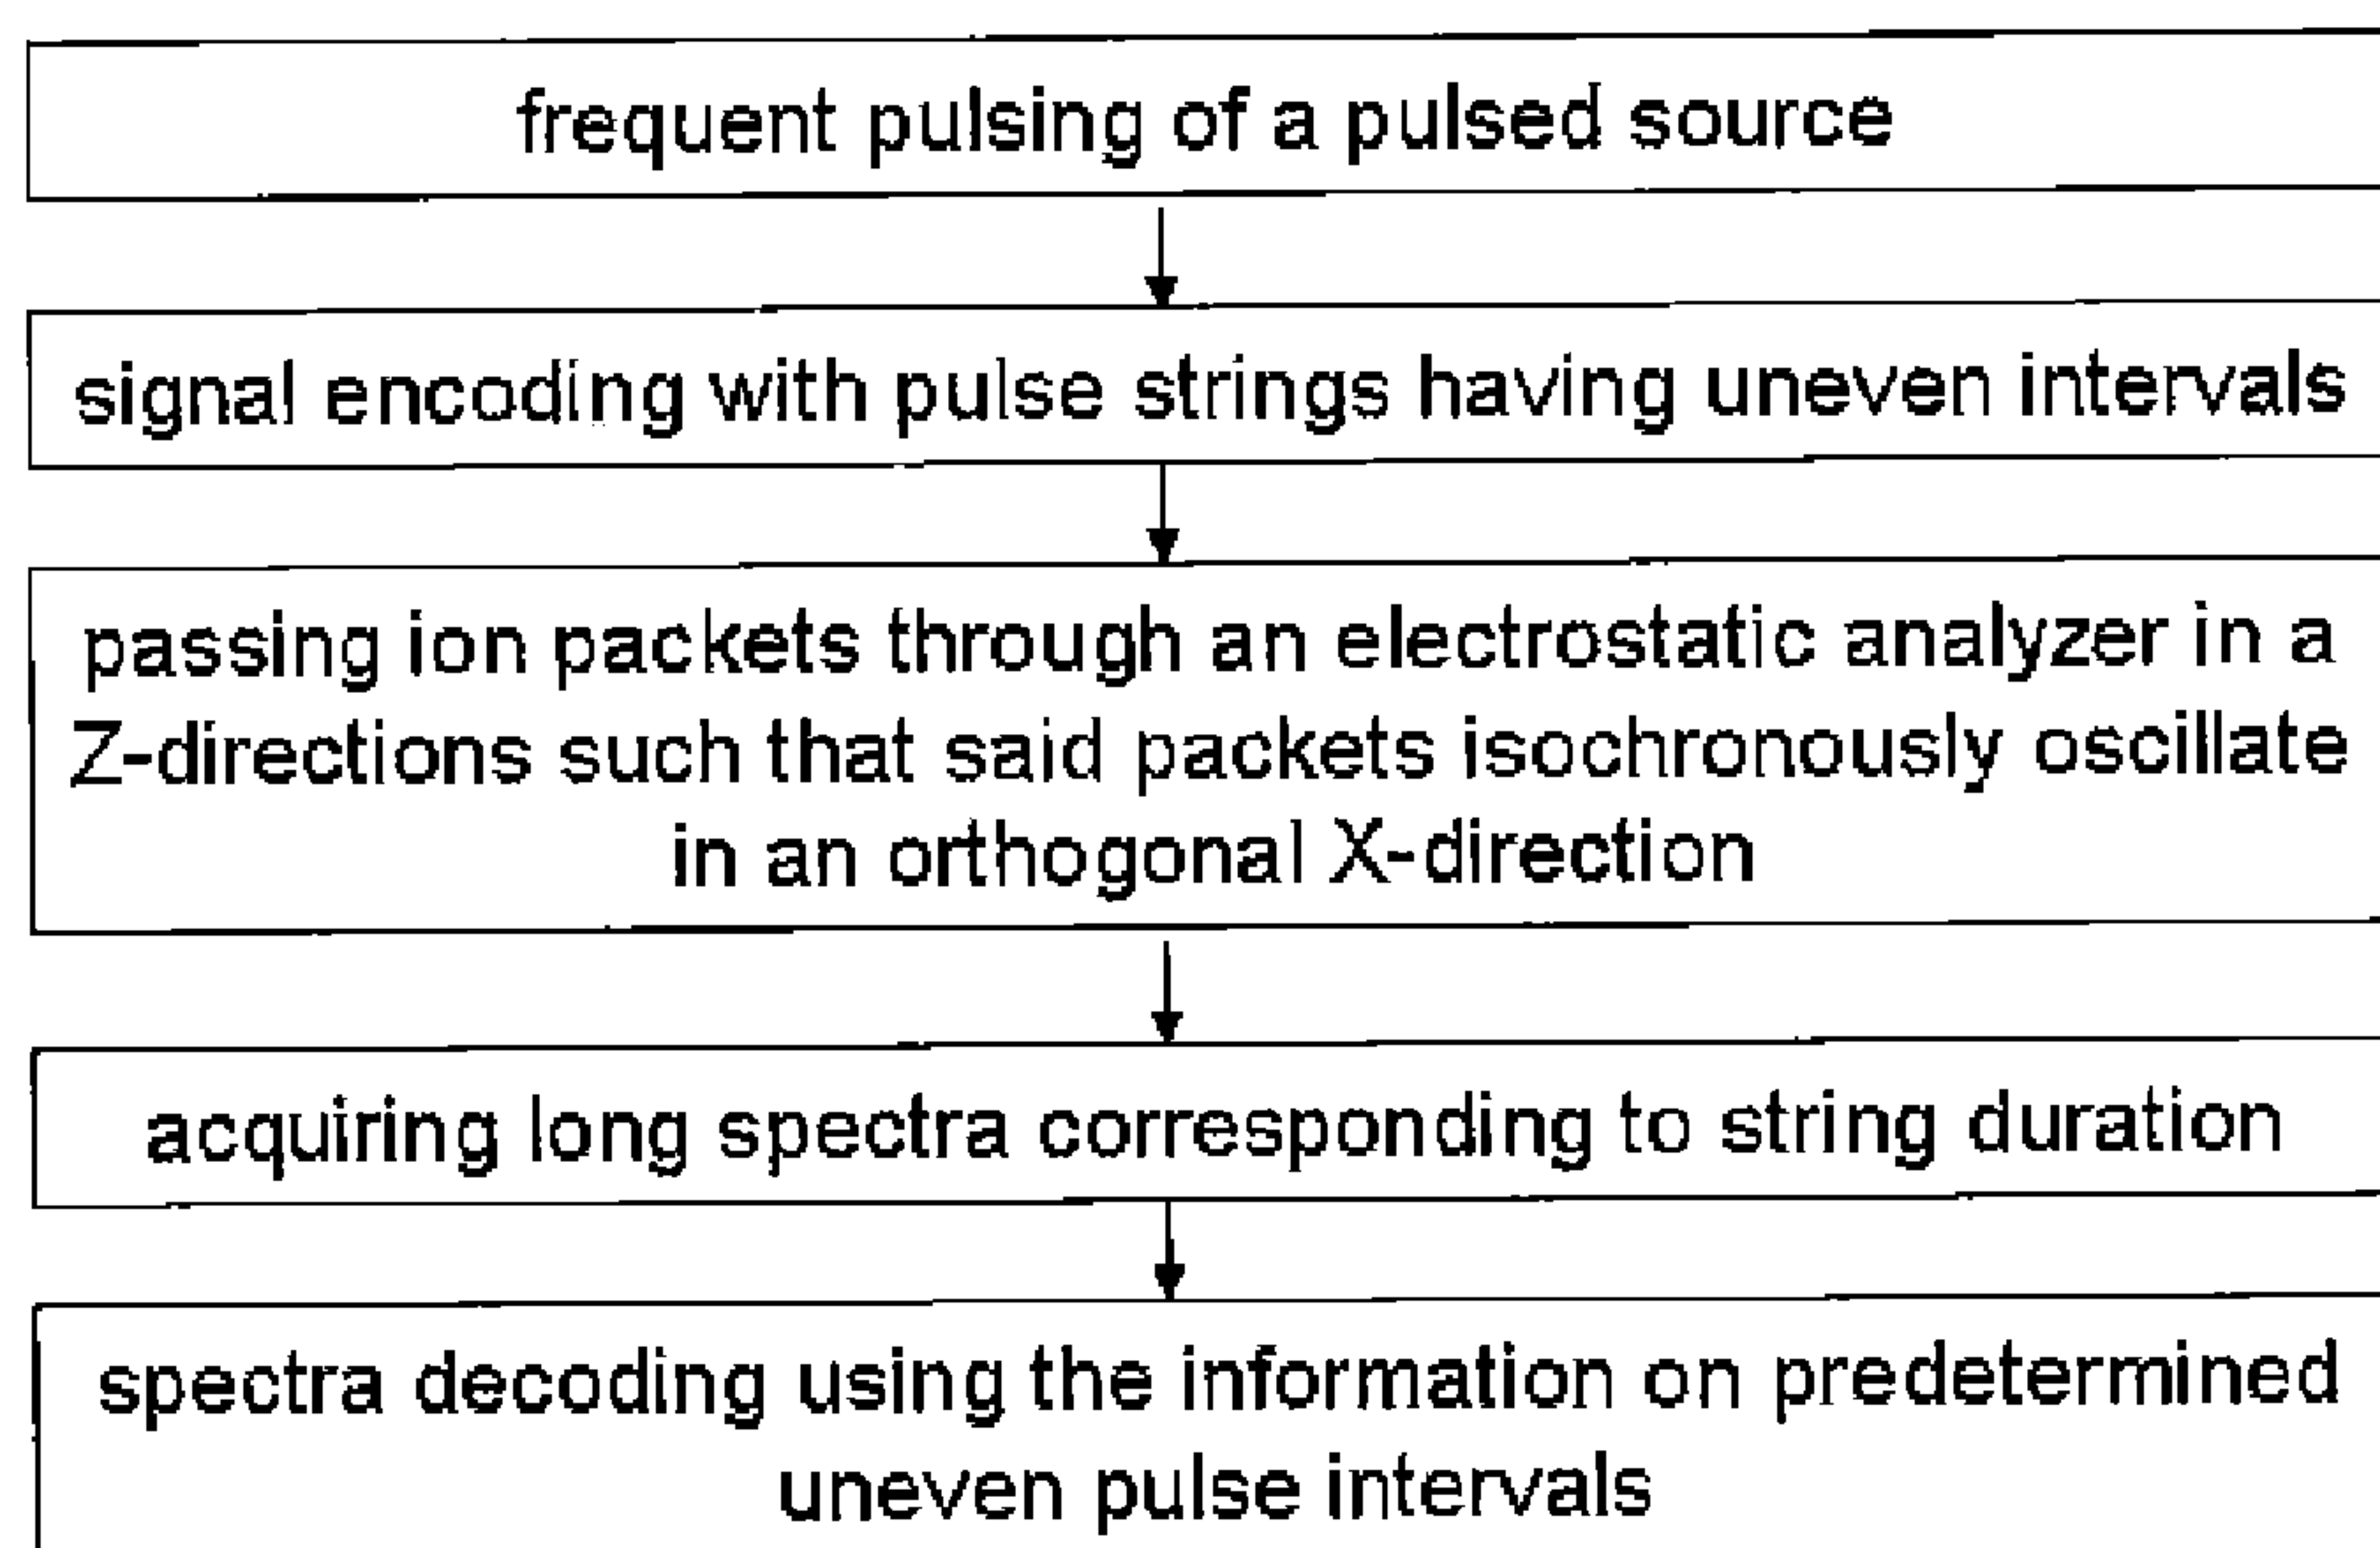 frequent pulsing of a pulsed source
signal encoding with pulse strings having uneven intervals
passing ion packets through an electrostatic analyzer in a
Z-directions such that said packets isochronously oscillate
in an orthogonal X-direction
acquiring long spectra corresponding to string duration
spectra decoding using the information on predetermined
uneven pulse intervals